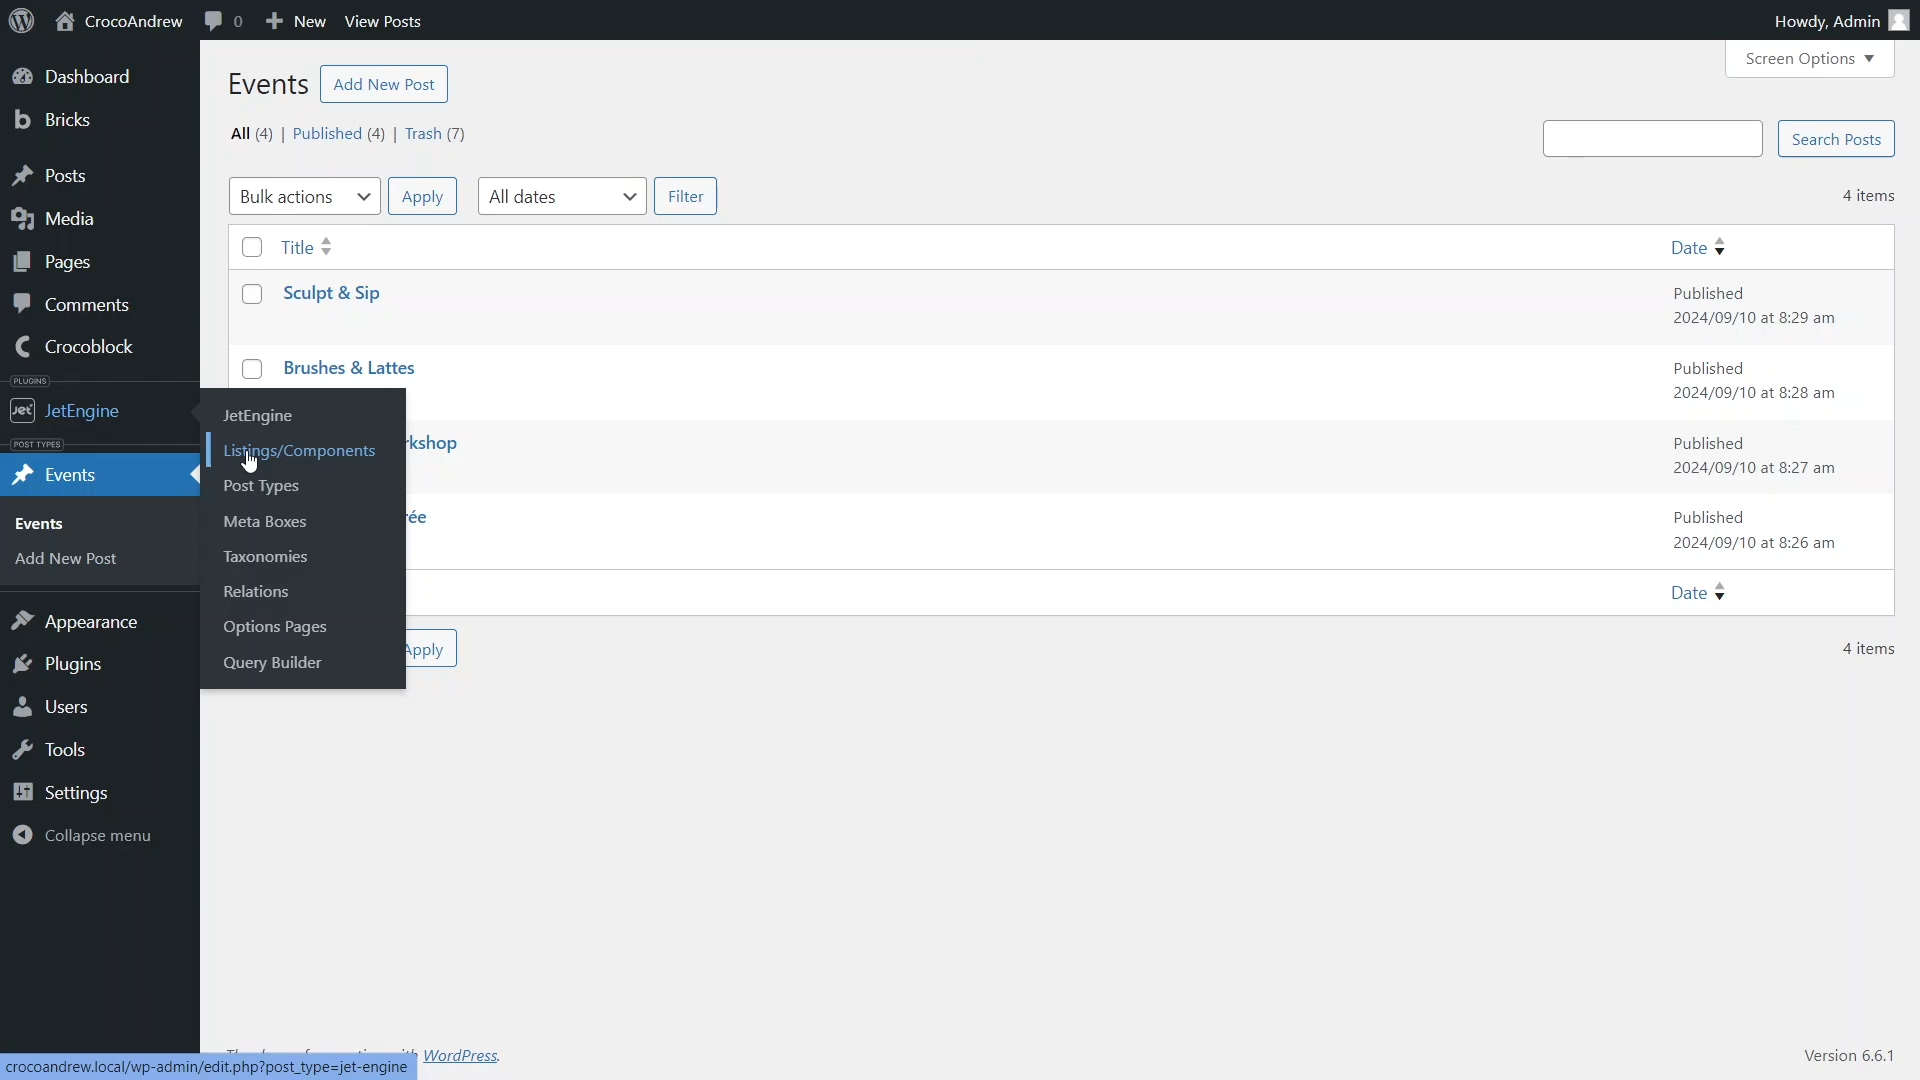 CrocoAndrew 0 New View Posts Howdy, Admin
Dashboard
Bricks
Posts
Media
Pages
Comments
Crocoblock
PLUGINS
Jet JetEngine
POST TYPES
Events
Events
Add New Post
Appearance
Plugins
Users
Tools
Settings
Collapse menu
JetEngine
Listings/Components
Post Types
Meta Boxes
Taxonomies
Relations
Options Pages
Query Builder
Screen Options
Events Add New Post
All (4) | Published (4) | Trash (7)
Search Posts
Bulk actions Apply All dates Filter 4 items
Title Date
Sculpt & Sip Published
2024/09/10 at 8:29 am
Brushes & Lattes Published
2024/09/10 at 8:28 am
rkshop Published
2024/09/10 at 8:27 am
rée Published
2024/09/10 at 8:26 am
Date
Apply 4 items
WordPress. Version 6.6.1
crocoandrew.local/wp-admin/edit.php?post_type=jet-engine